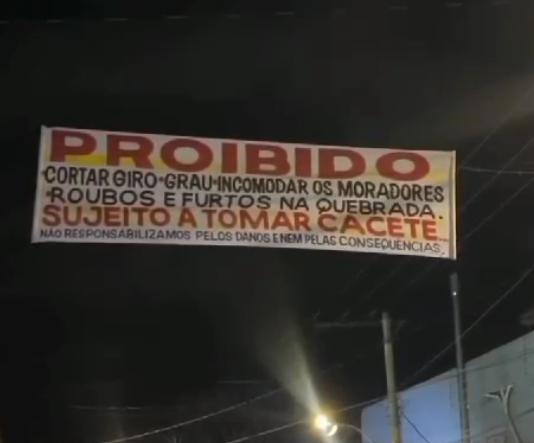 PROIBIDO
•CORTAR GIRO•GRAU•INCOMODAR OS MORADORES
•ROUBOS E FURTOS NA QUEBRADA.
SUJEITO A TOMAR CACETE...
NÃO RESPONSABILIZAMOS PELOS DANOS E NEM PELAS CONSEQUENCIAS,